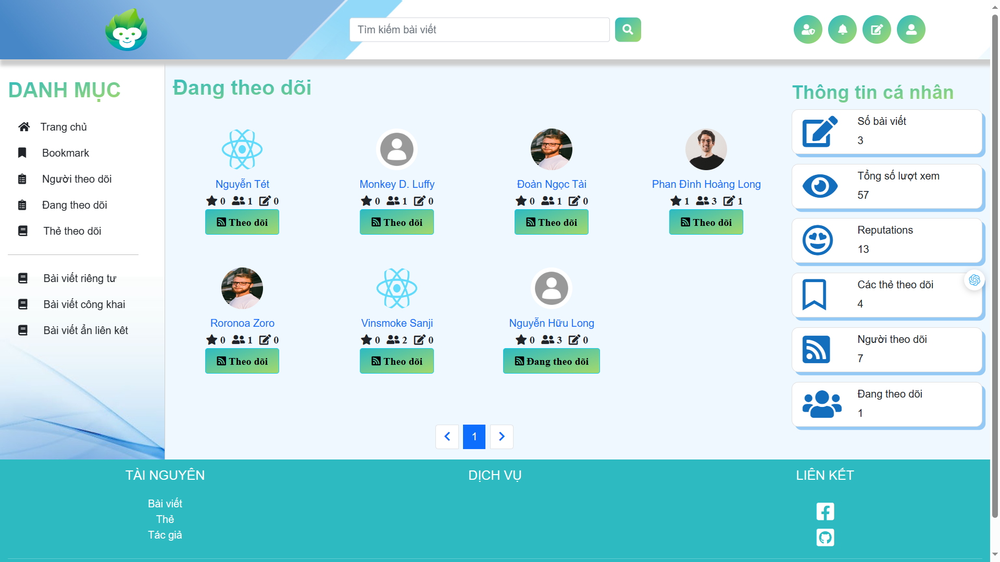 Tìm kiếm bài viết
DANH MỤC
Trang chủ
Bookmark
Người theo dõi
Đang theo dõi
Thẻ theo dõi
Bài viết riêng tư
Bài viết công khai
Bài viết ẩn liên kêt
Đang theo dõi
Nguyễn Tét
0 1 0
Theo dõi
Monkey D. Luffy
0 1 0
Theo dõi
Đoàn Ngọc Tài
0 1 0
Theo dõi
Phan Đình Hoàng Long
1 3 1
Theo dõi
Roronoa Zoro
0 1 0
Theo dõi
Vinsmoke Sanji
0 2 0
Theo dõi
Nguyễn Hữu Long
0 3 0
Đang theo dõi
1
Thông tin cá nhân
Số bài viết
3
Tổng số lượt xem
57
Reputations
13
Các thẻ theo dõi
4
Người theo dõi
7
Đang theo dõi
1
TÀI NGUYÊN
Bài viết
Thẻ
Tác giả
DỊCH VỤ
LIÊN KẾT